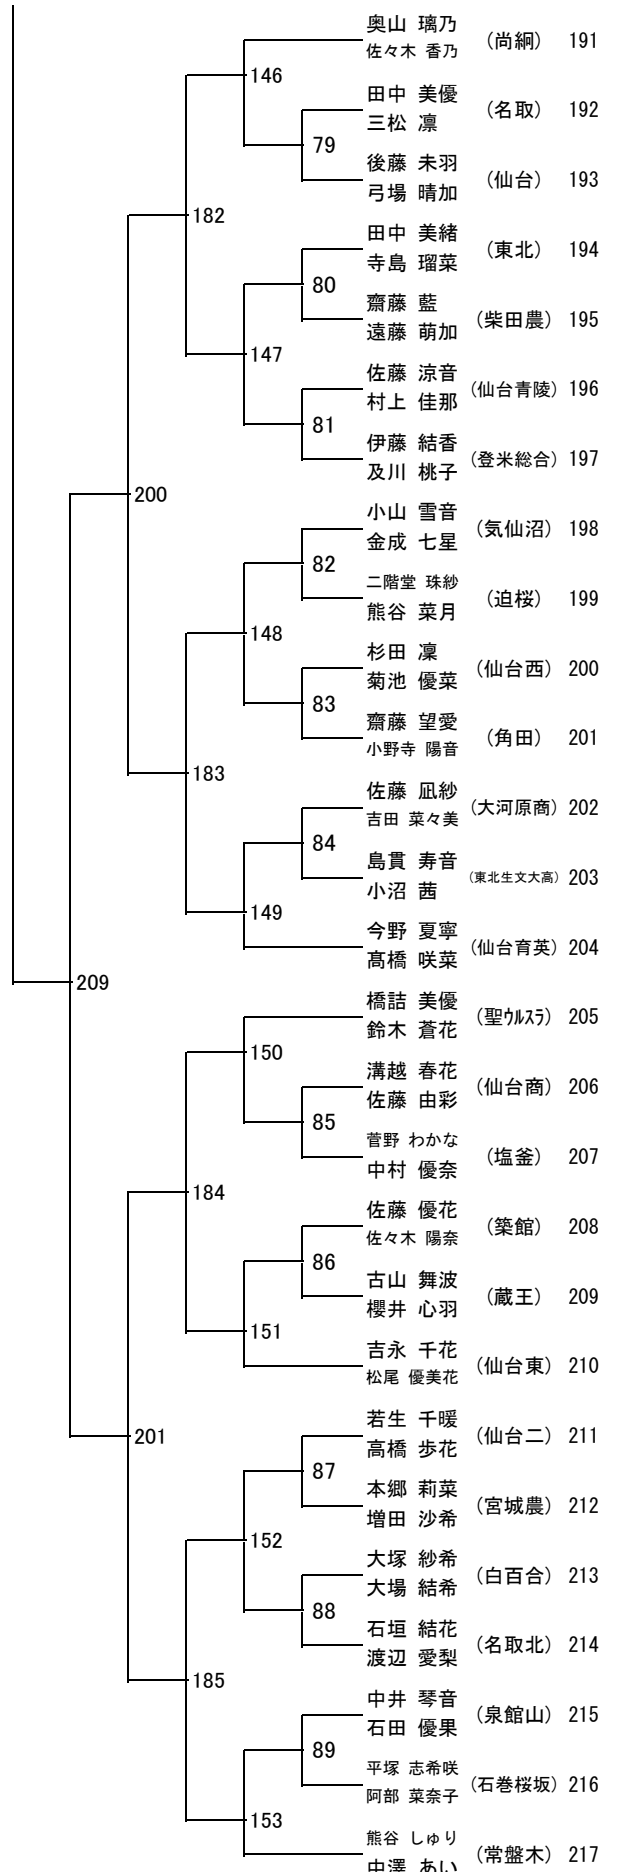 奥山 璃乃
佐々木 香乃
（尚絅） 191
146
田中 美優
三松 凛
（名取） 192
79
後藤 未羽
弓場 晴加
（仙台） 193
182
田中 美緒
寺島 瑠菜
（東北） 194
80
齋藤 藍
遠藤 萌加
（柴田農） 195
147
佐藤 涼音
村上 佳那
（仙台青陵） 196
81
伊藤 結香
及川 桃子
（登米総合） 197
200
小山 雪音
金成 七星
（気仙沼） 198
82
二階堂 珠紗
熊谷 菜月
（迫桜） 199
148
杉田 凜
菊池 優菜
（仙台西） 200
83
齋藤 望愛
小野寺 陽音
（角田） 201
183
佐藤 凪紗
吉田 菜々美
（大河原商） 202
84
島貫 寿音
小沼 茜
（東北生文大高） 203
149
今野 夏寧
髙橋 咲菜
（仙台育英） 204
209
橋詰 美優
鈴木 蒼花
（聖ｳﾙｽﾗ） 205
150
溝越 春花
佐藤 由彩
（仙台商） 206
85
菅野 わかな
中村 優奈
（塩釜） 207
184
佐藤 優花
佐々木 陽奈
（築館） 208
86
古山 舞波
櫻井 心羽
（蔵王） 209
151
吉永 千花
松尾 優美花
（仙台東） 210
201
若生 千暖
高橋 歩花
（仙台二） 211
87
本郷 莉菜
増田 沙希
（宮城農） 212
152
大塚 紗希
大場 結希
（白百合） 213
88
石垣 結花
渡辺 愛梨
（名取北） 214
185
中井 琴音
石田 優果
（泉館山） 215
89
平塚 志希咲
阿部 菜奈子
（石巻桜坂） 216
153
熊谷 しゅり
中澤 あい
（常盤木） 217